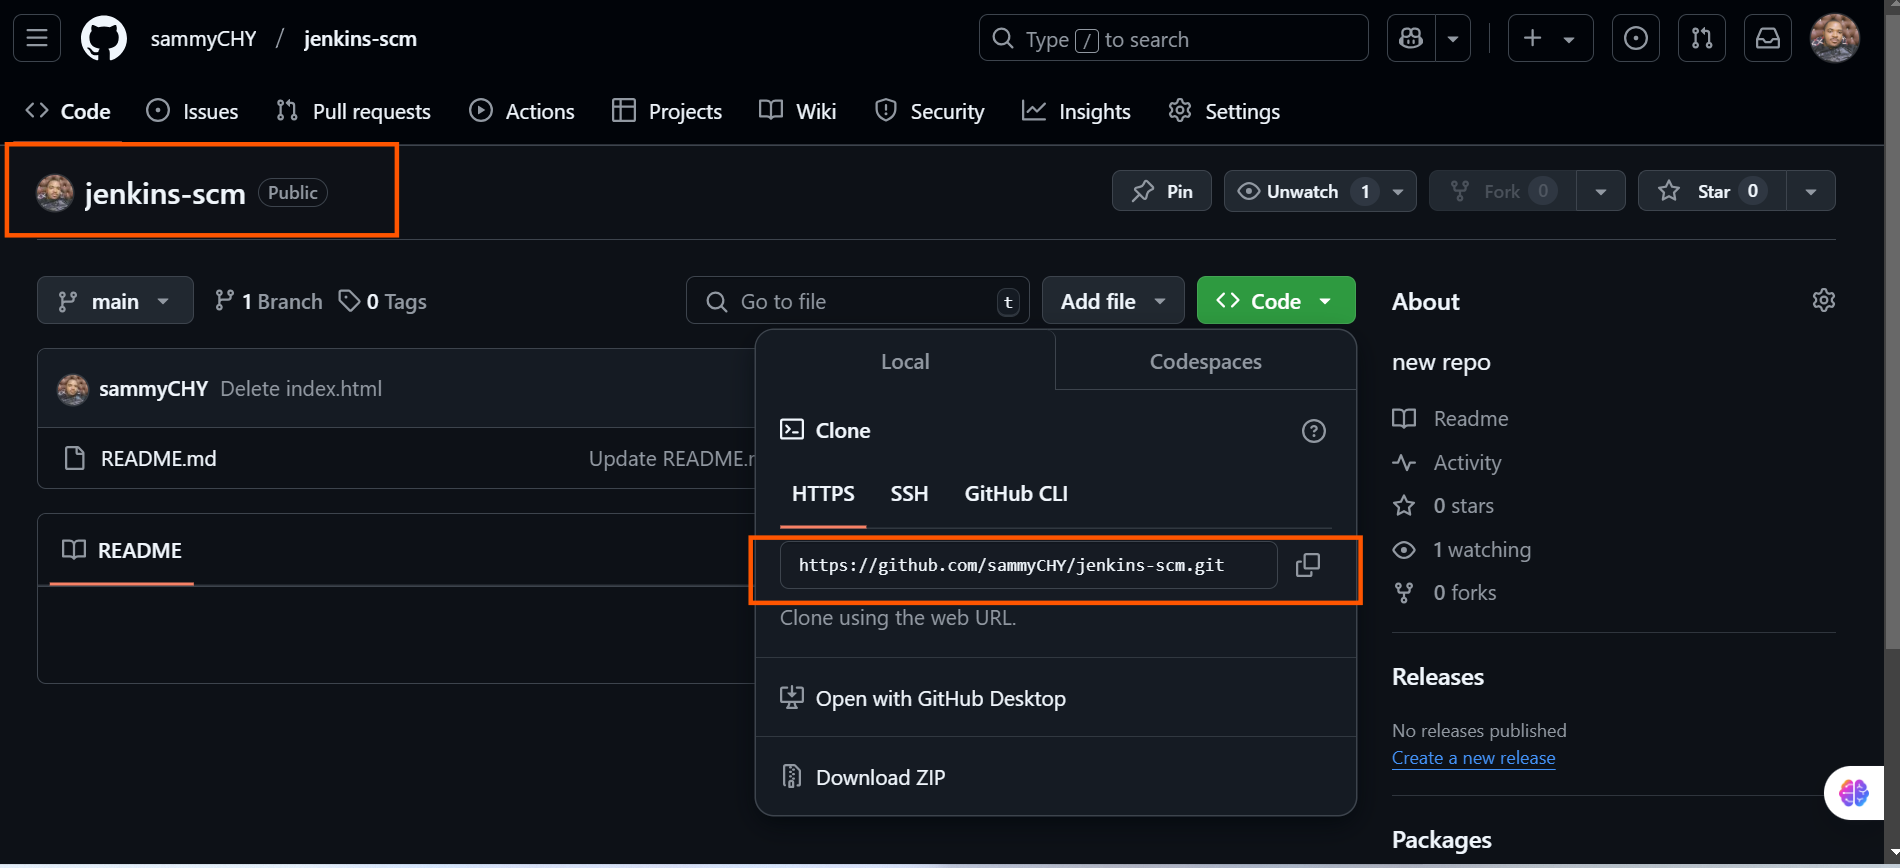 sammyCHY / jenkins-scm
Type / to search
Code Issues Pull requests Actions Projects Wiki Security Insights Settings
jenkins-scm Public
Pin Unwatch 1 Fork 0 Star 0
main 1 Branch 0 Tags
Go to file t
Add file
Code
About
Local Codespaces
new repo
sammyCHY Delete index.html
Clone
README.md Update README.
Readme
Activity
HTTPS SSH GitHub CLI
0 stars
README
1 watching
https://github.com/sammyCHY/jenkins-scm.git
0 forks
Clone using the web URL.
Releases
Open with GitHub Desktop
No releases published
Create a new release
Download ZIP
Packages